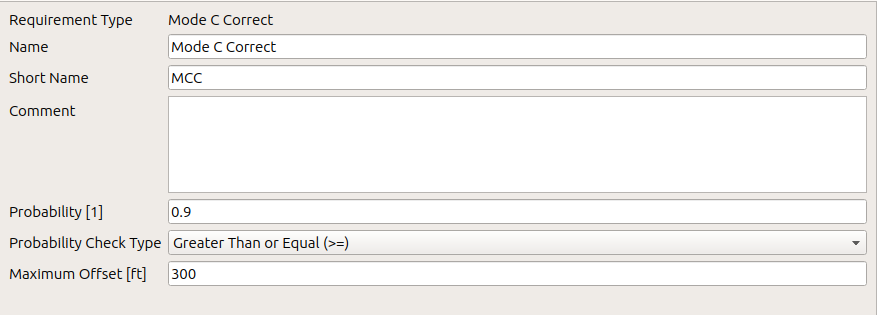 Requirement Type Mode C Correct
Name Mode C Correct
Short Name MCC
Comment
Probability [1] 0.9
Probability Check Type Greater Than or Equal (>=)
Maximum Offset [ft] 300